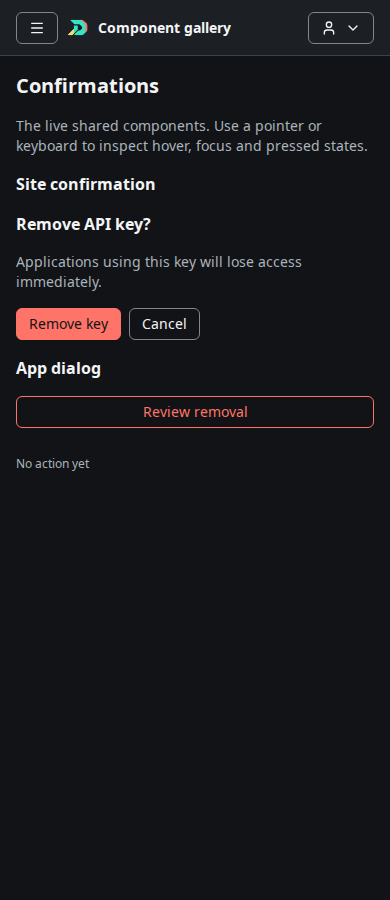 Component gallery
Confirmations
The live shared components. Use a pointer or
keyboard to inspect hover, focus and pressed states.
Site confirmation
Remove API key?
Applications using this key will lose access
immediately.
Remove key
Cancel
App dialog
Review removal
No action yet